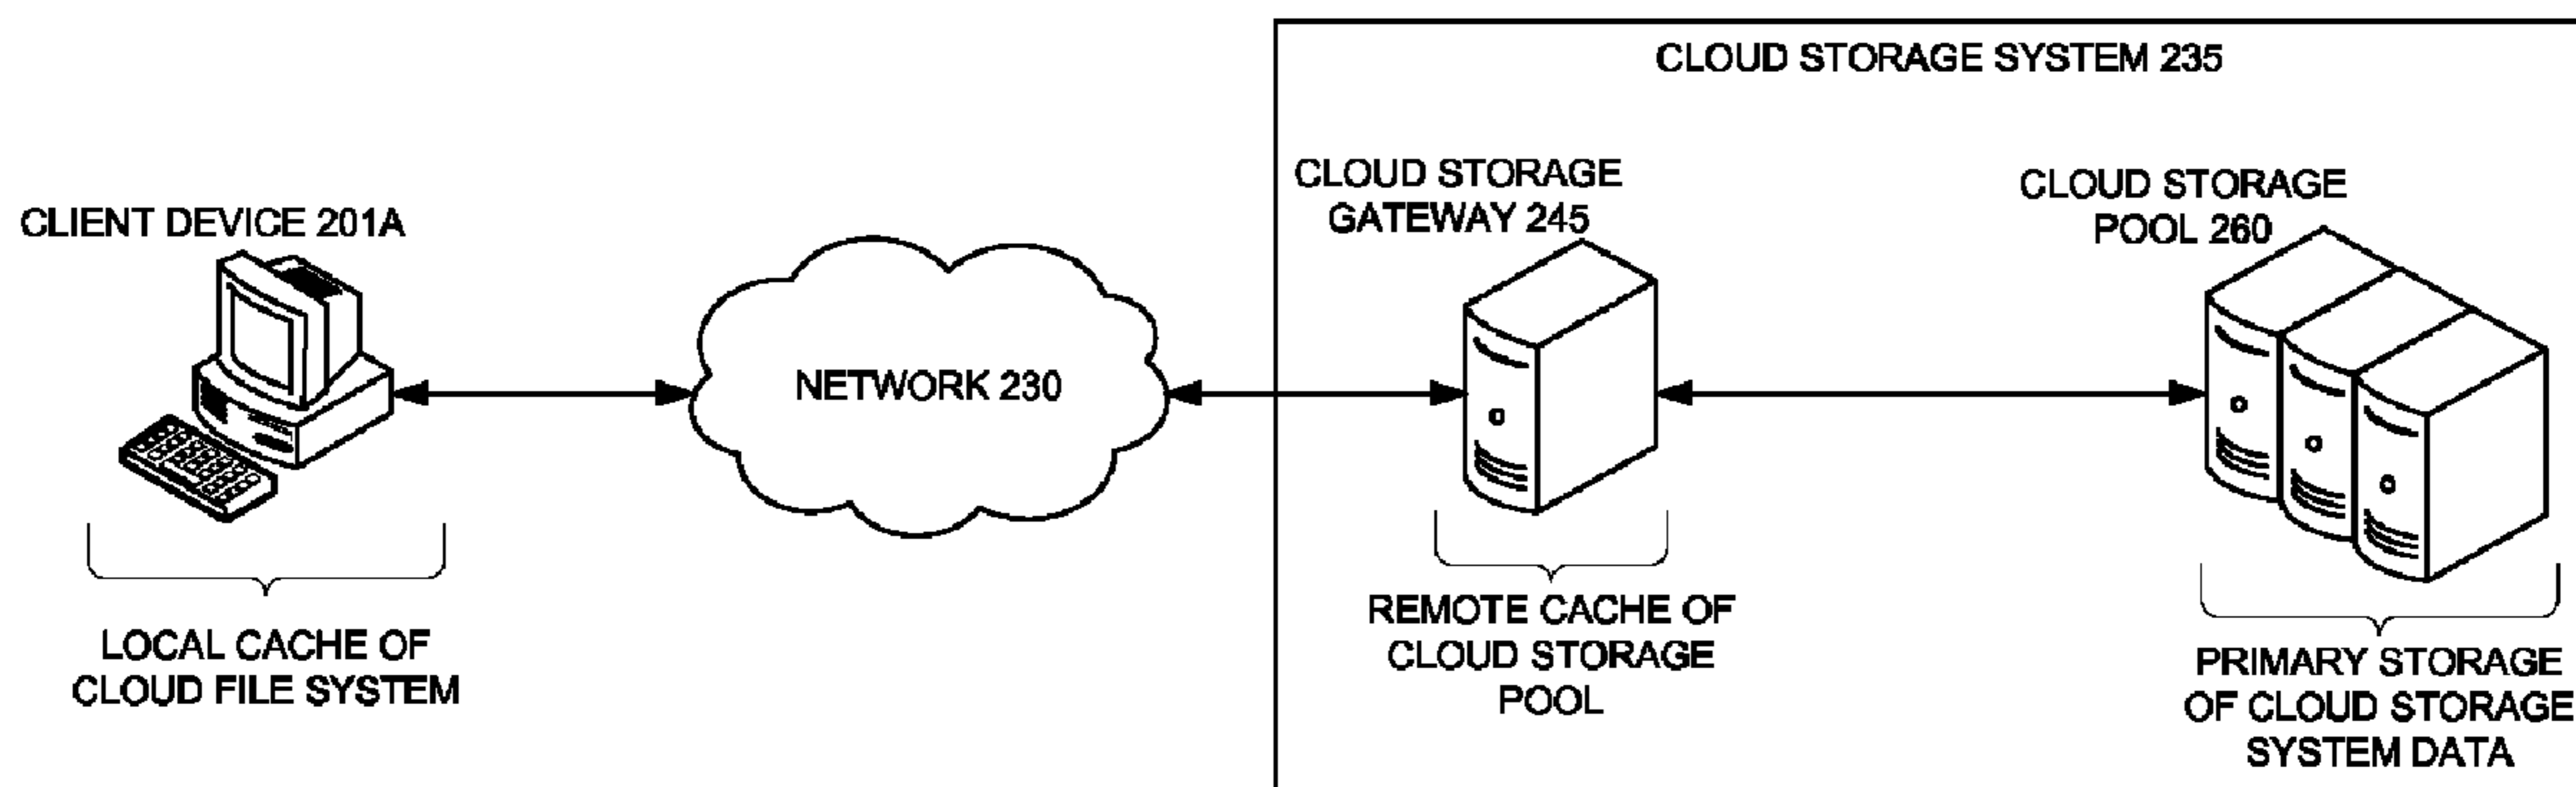 CLOUD STORAGE SYSTEM 235
CLIENT DEVICE 201A
LOCAL CACHE OF
CLOUD FILE SYSTEM
NETWORK 230
CLOUD STORAGE
GATEWAY 245
REMOTE CACHE OF
CLOUD STORAGE
POOL
CLOUD STORAGE
POOL 260
PRIMARY STORAGE
OF CLOUD STORAGE
SYSTEM DATA